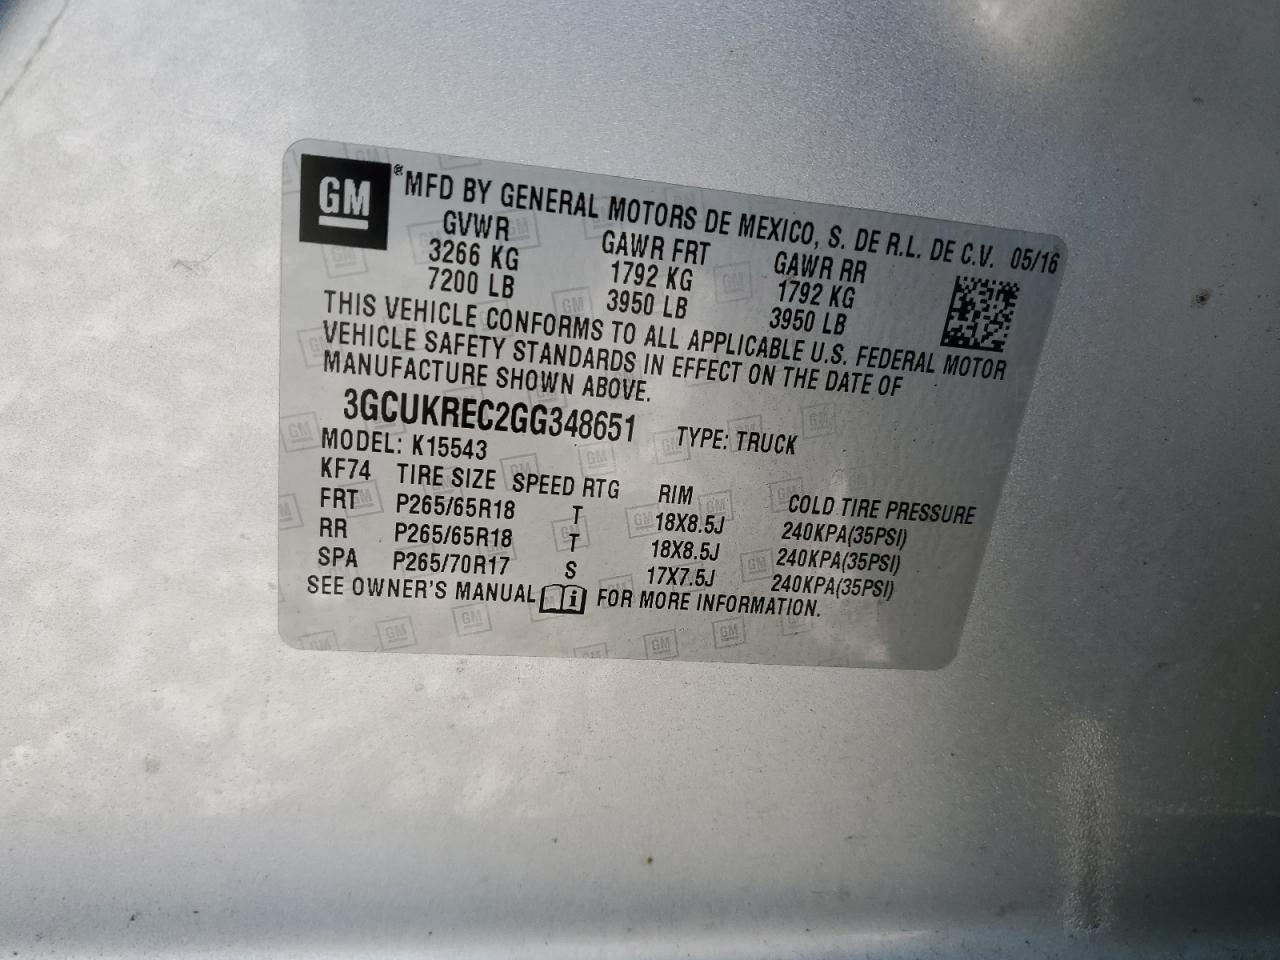 GM ® MFD BY GENERAL MOTORS DE MEXICO, S. DE R.L. DE C.V. 05/16
GVWR GAWR FRT GAWR RR
3266 KG 1792 KG 1792 KG
7200 LB 3950 LB 3950 LB
THIS VEHICLE CONFORMS TO ALL APPLICABLE U.S. FEDERAL MOTOR
VEHICLE SAFETY STANDARDS IN EFFECT ON THE DATE OF
MANUFACTURE SHOWN ABOVE.
3GCUKREC2GG348651 TYPE: TRUCK
MODEL: K15543
KF74 TIRE SIZE SPEED RTG RIM COLD TIRE PRESSURE
FRT P265/65R18 T 18X8.5J 240KPA(35PSI)
RR P265/65R18 T 18X8.5J 240KPA(35PSI)
SPA P265/70R17 S 17X7.5J 240KPA(35PSI)
SEE OWNER'S MANUAL i FOR MORE INFORMATION.